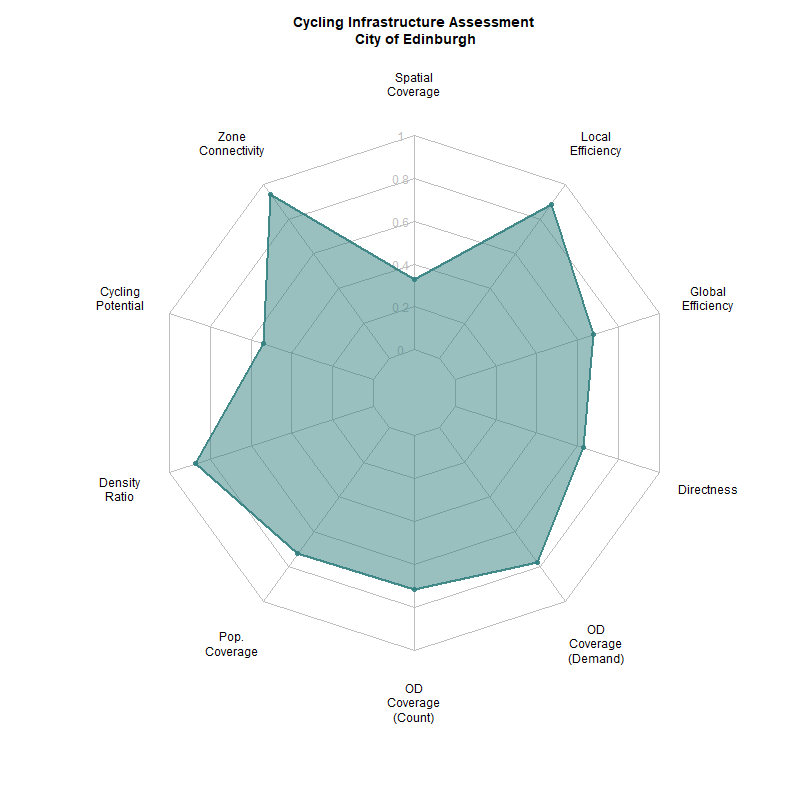 Cycling Infrastructure Assessment
City of Edinburgh
Spatial
Coverage
Zone
Connectivity
Local
Efficiency
1
0.8
0.6
0.4
0.2
0
Cycling
Potential
Global
Efficiency
Density
Ratio
Directness
Pop.
Coverage
OD
Coverage
(Demand)
OD
Coverage
(Count)